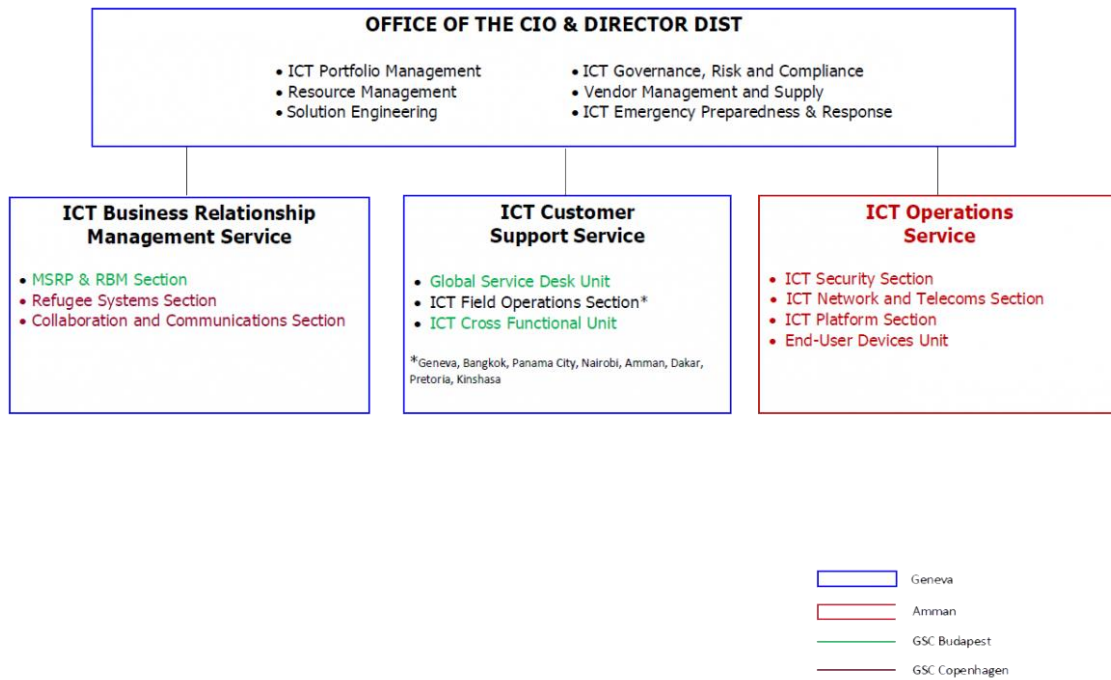 OFFICE OF THE CIO & DIRECTOR DIST
• ICT Portfolio Management
• Resource Management
• Solution Engineering
• ICT Governance, Risk and Compliance
• Vendor Management and Supply
• ICT Emergency Preparedness & Response
ICT Business Relationship
Management Service
• MSRP & RBM Section
• Refugee Systems Section
• Collaboration and Communications Section
ICT Customer
Support Service
• Global Service Desk Unit
• ICT Field Operations Section*
• ICT Cross Functional Unit
*Geneva, Bangkok, Panama City, Nairobi, Amman, Dakar,
Pretoria, Kinshasa
ICT Operations
Service
• ICT Security Section
• ICT Network and Telecoms Section
• ICT Platform Section
• End-User Devices Unit
Geneva
Amman
GSC Budapest
GSC Copenhagen